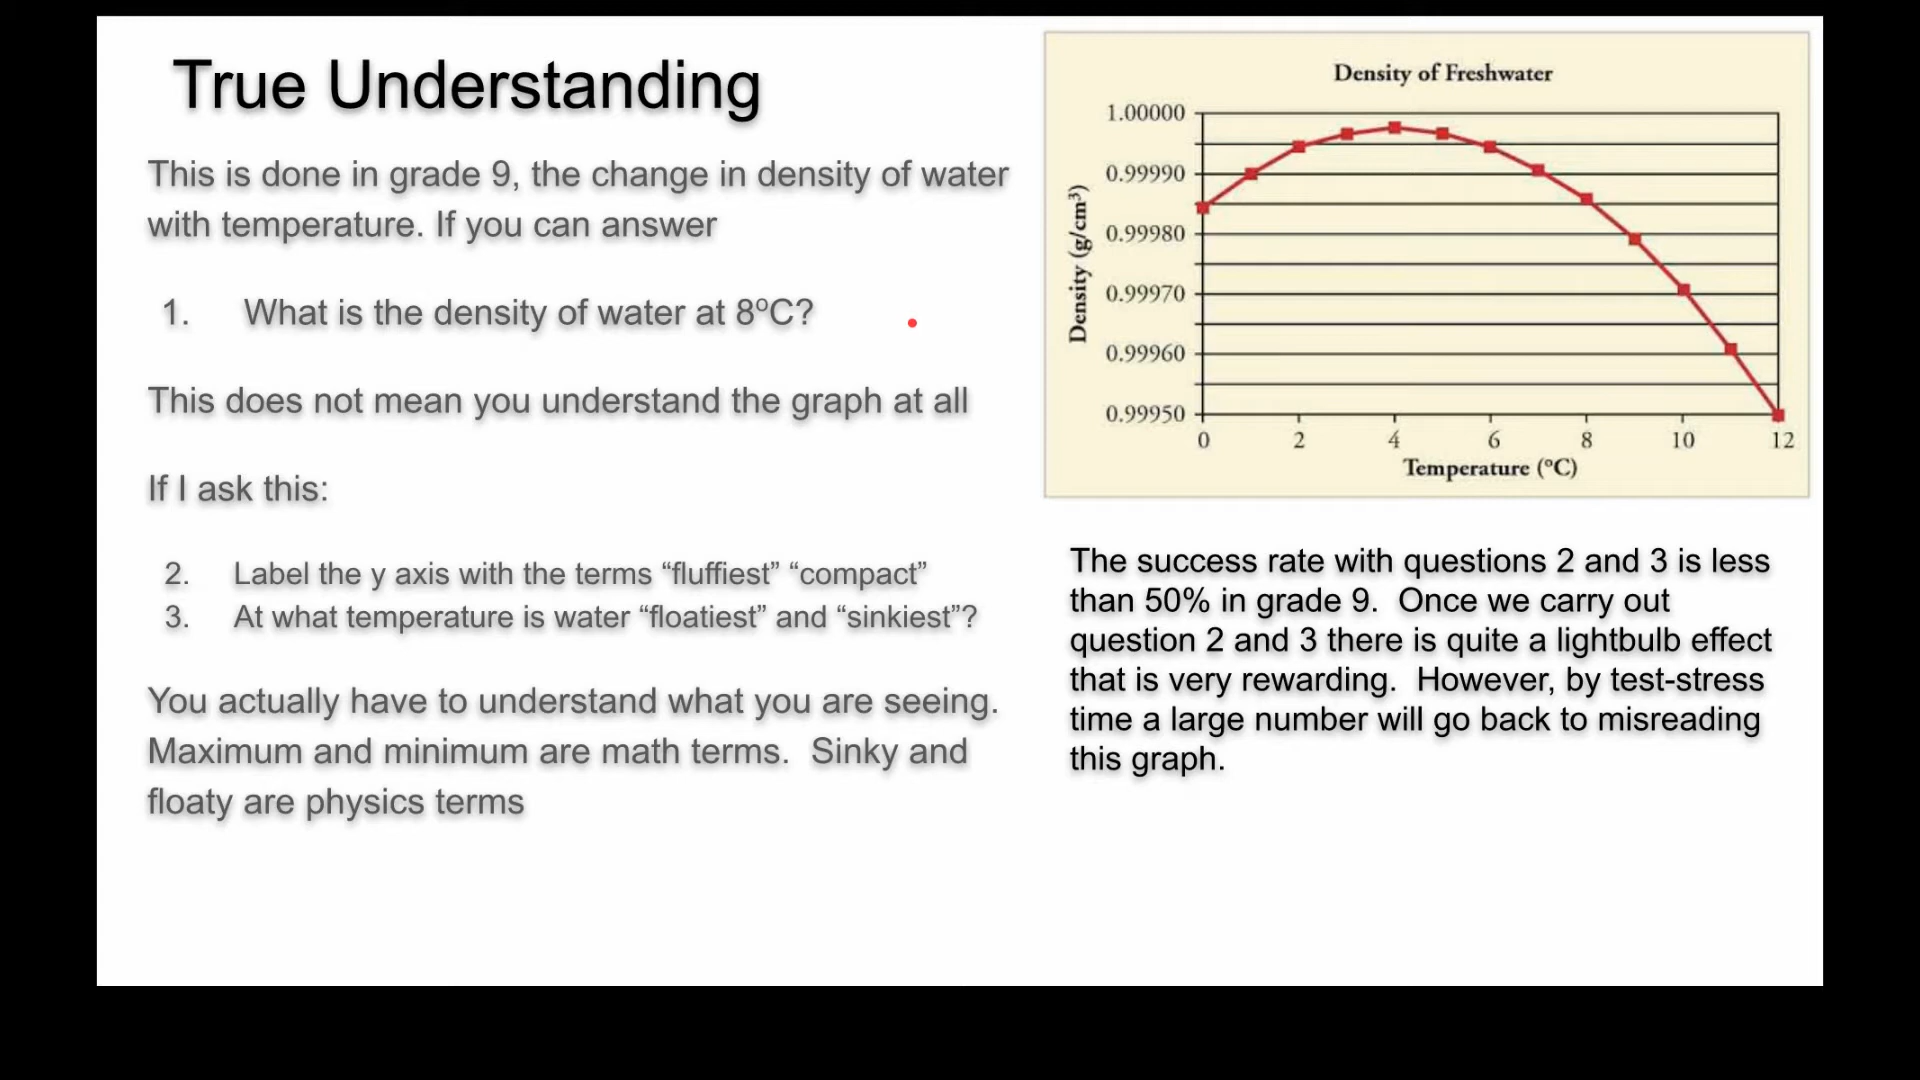 True Understanding
This is done in grade 9, the change in density of water
with temperature. If you can answer
1. What is the density of water at 8ºC?
This does not mean you understand the graph at all
If I ask this:
2. Label the y axis with the terms “fluffiest” “compact”
3. At what temperature is water “floatiest” and “sinkiest”?
You actually have to understand what you are seeing.
Maximum and minimum are math terms.  Sinky and
floaty are physics terms
Density of Freshwater
Density (g/cm³)
1.00000
0.99990
0.99980
0.99970
0.99960
0.99950
0 2 4 6 8 10 12
Temperature (ºC)
The success rate with questions 2 and 3 is less
than 50% in grade 9.  Once we carry out
question 2 and 3 there is quite a lightbulb effect
that is very rewarding.  However, by test-stress
time a large number will go back to misreading
this graph.